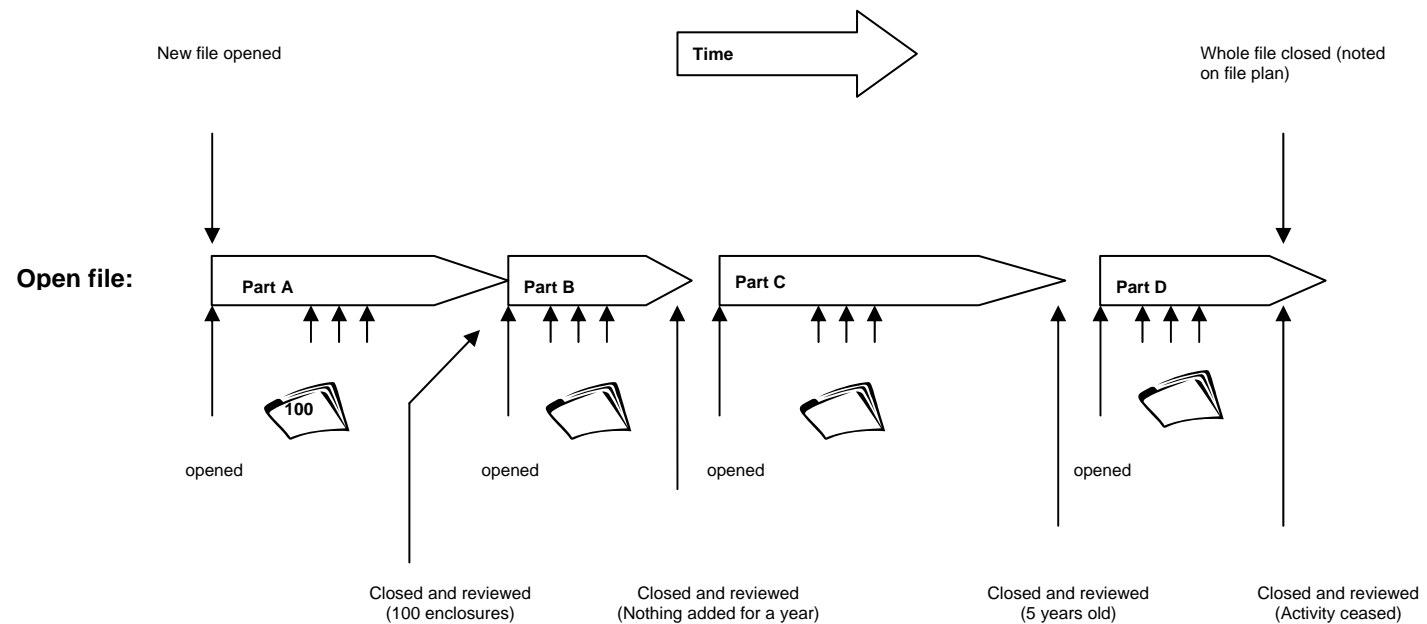 New file opened
Time
Whole file closed (noted
on file plan)
Open file:
Part A
Part B
Part C
Part D
100
opened
opened
opened
opened
Closed and reviewed
(100 enclosures)
Closed and reviewed
(Nothing added for a year)
Closed and reviewed
(5 years old)
Closed and reviewed
(Activity ceased)